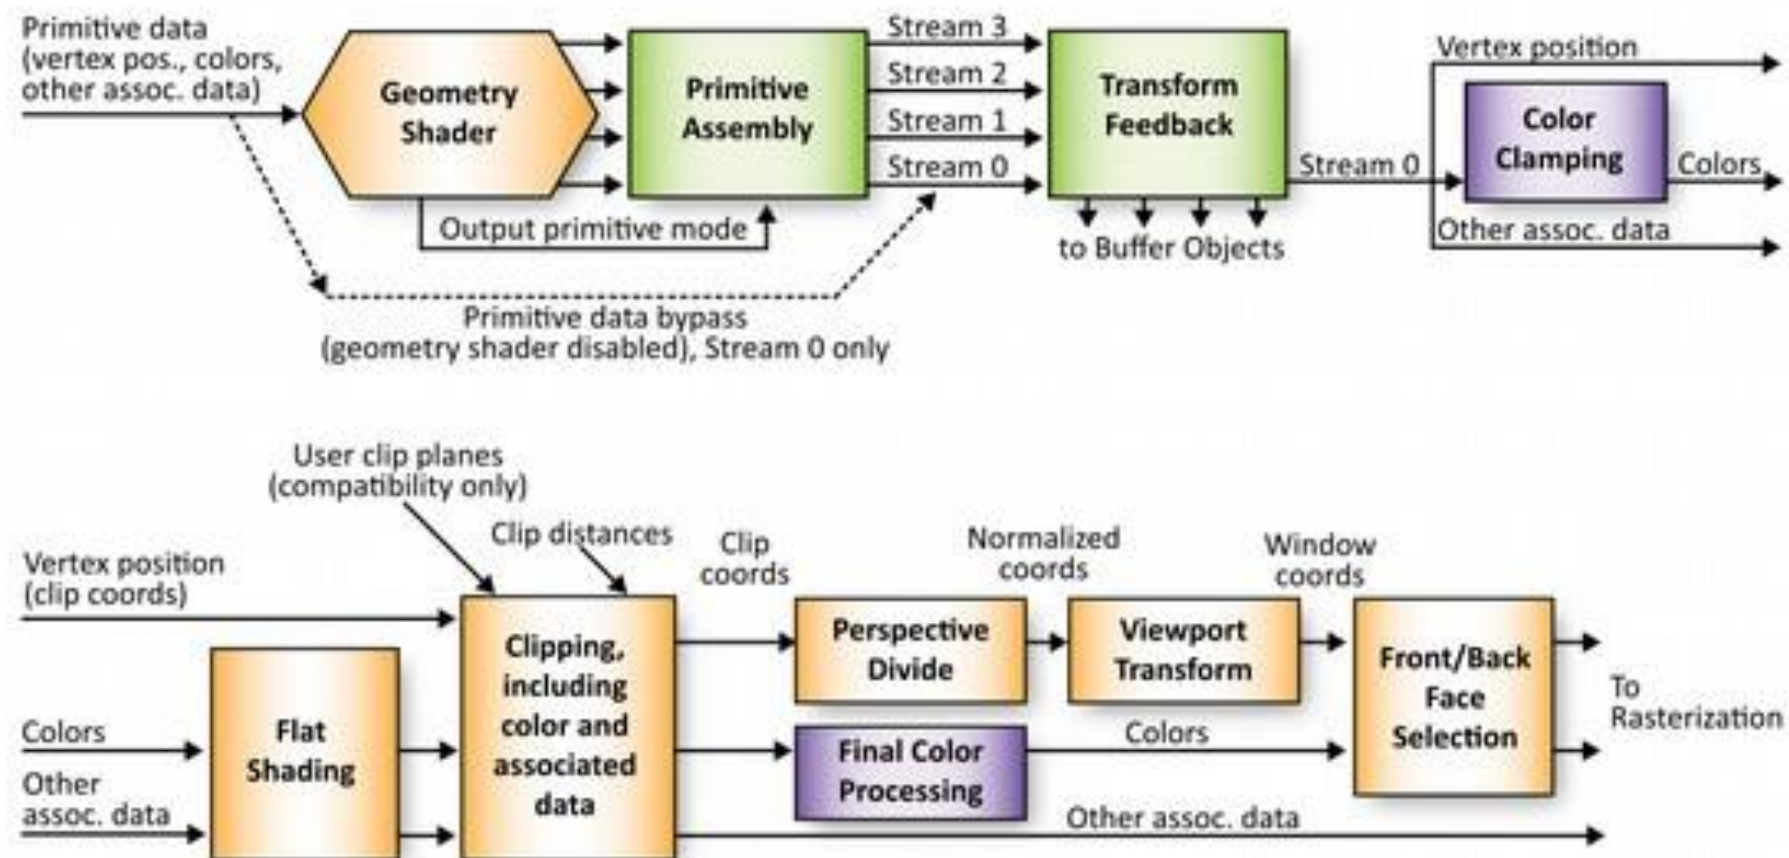 Primitive data
(vertex pos., colors,
other assoc. data)
Geometry
Shader
Primitive
Assembly
Stream 3
Stream 2
Stream 1
Stream 0
Transform
Feedback
Stream 0
Vertex position
Color
Clamping
Colors
Other assoc. data
Output primitive mode
to Buffer Objects
Primitive data bypass
(geometry shader disabled), Stream 0 only
User clip planes
(compatibility only)
Clip distances
Clip
coords
Normalized
coords
Window
coords
Vertex position
(clip coords)
Clipping,
including
color and
associated
data
Perspective
Divide
Viewport
Transform
Front/Back
Face
Selection
To
Rasterization
Colors
Flat
Shading
Other
assoc. data
Final Color
Processing
Colors
Other assoc. data